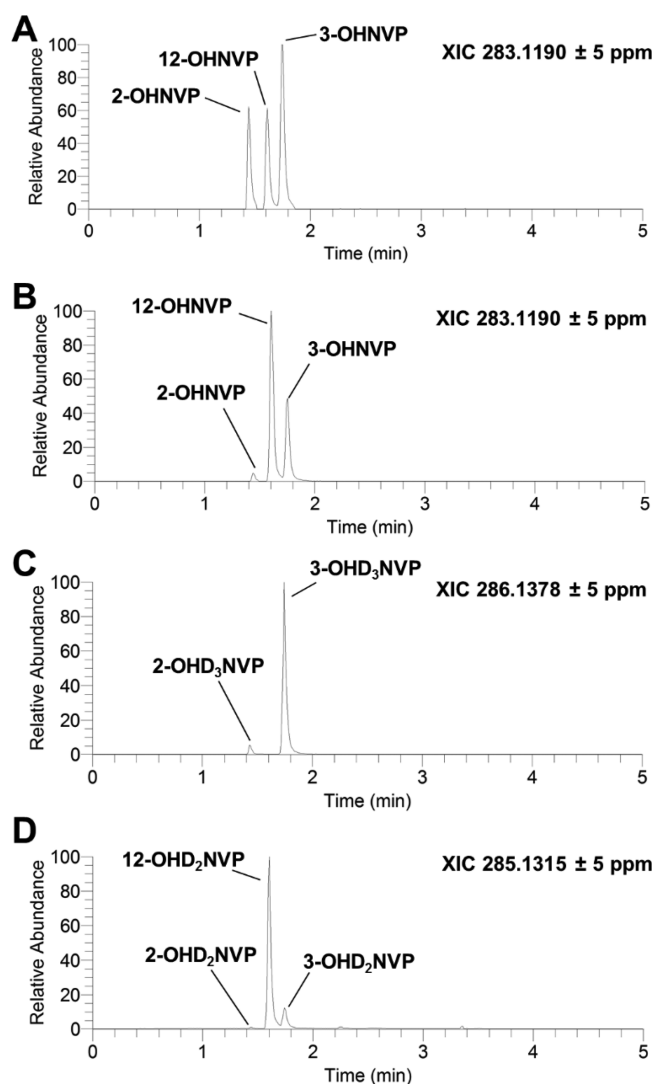 A
3-OHNVP
XIC 283.1190 ± 5 ppm
12-OHNVP
2-OHNVP
Relative Abundance
100
80
60
40
20
0
0 1 2 3 4 5
Time (min)
B
12-OHNVP
XIC 283.1190 ± 5 ppm
3-OHNVP
2-OHNVP
Relative Abundance
100
80
60
40
20
0
0 1 2 3 4 5
Time (min)
C
3-OHD₃NVP
XIC 286.1378 ± 5 ppm
2-OHD₃NVP
Relative Abundance
100
80
60
40
20
0
0 1 2 3 4 5
Time (min)
D
12-OHD₂NVP
XIC 285.1315 ± 5 ppm
2-OHD₂NVP
3-OHD₂NVP
Relative Abundance
100
80
60
40
20
0
0 1 2 3 4 5
Time (min)